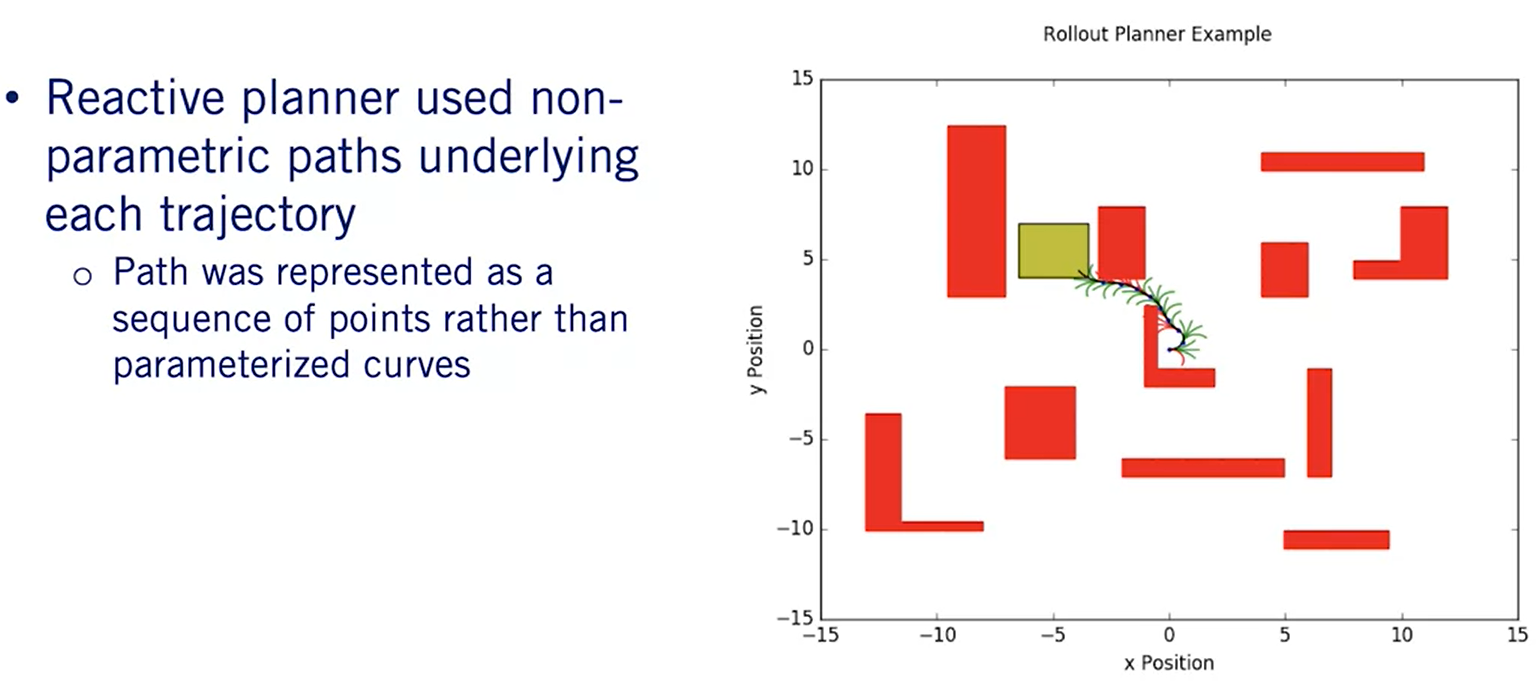 • Reactive planner used non-
parametric paths underlying
each trajectory
o Path was represented as a
sequence of points rather than
parameterized curves
Rollout Planner Example
15
10
5
0
−5
−10
−15
y Position
−15
−10
−5
0
5
10
15
x Position